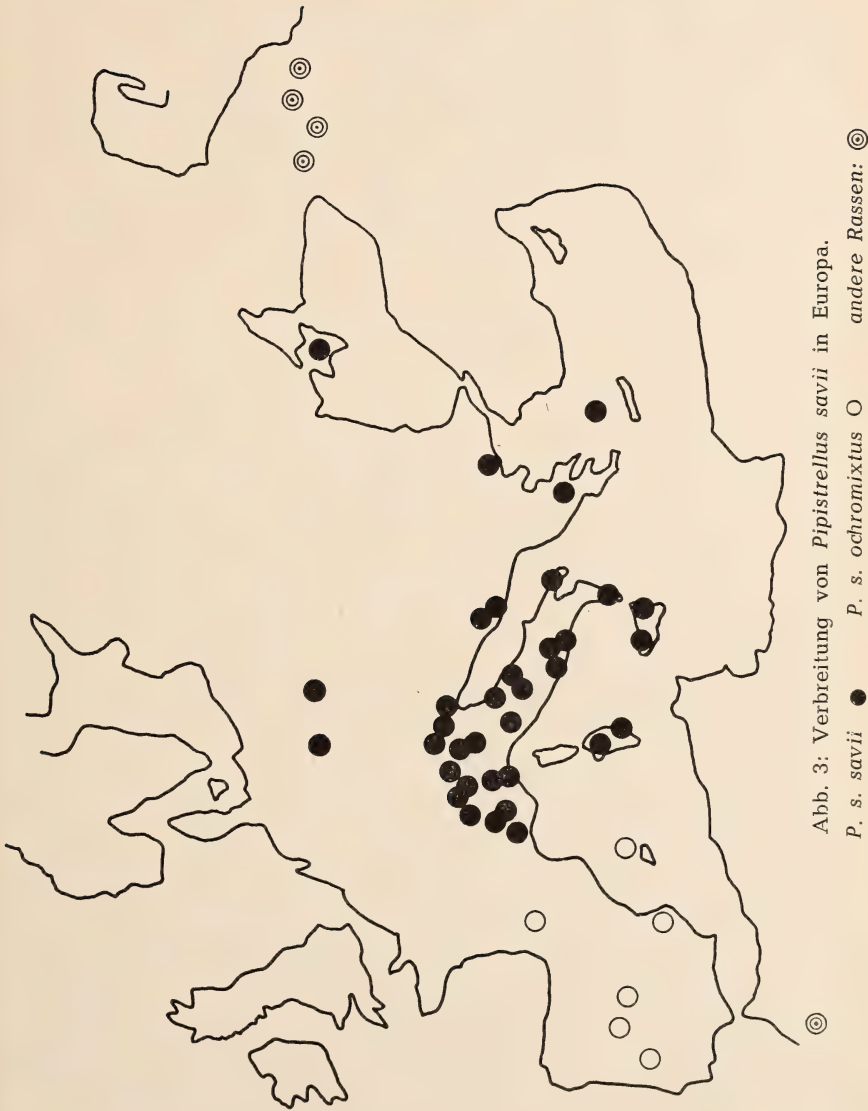 Abb. 3: Verbreitung von Pipistrellus savii in Europa.
P. s. savii ● P. s. ochromixtus ○ andere Rassen: ◎